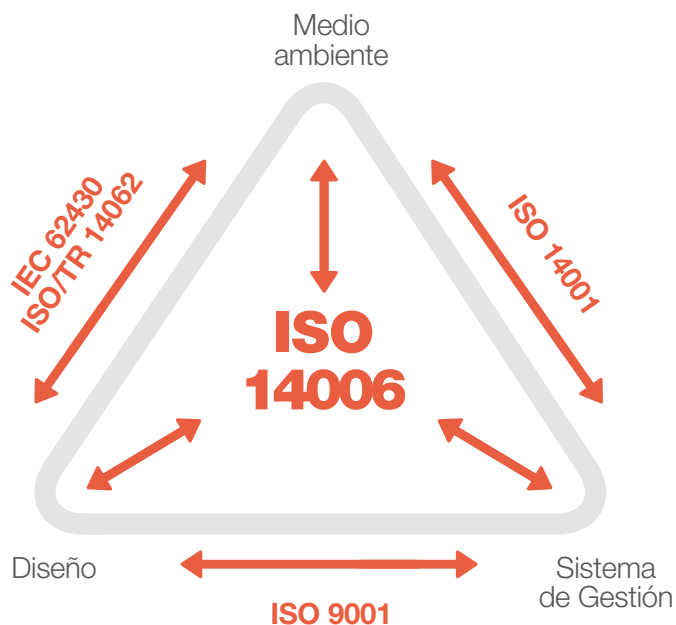 Medio
ambiente
IEC 62430
ISO/TR 14062
ISO 14001
ISO
14006
Diseño
Sistema
de Gestión
ISO 9001